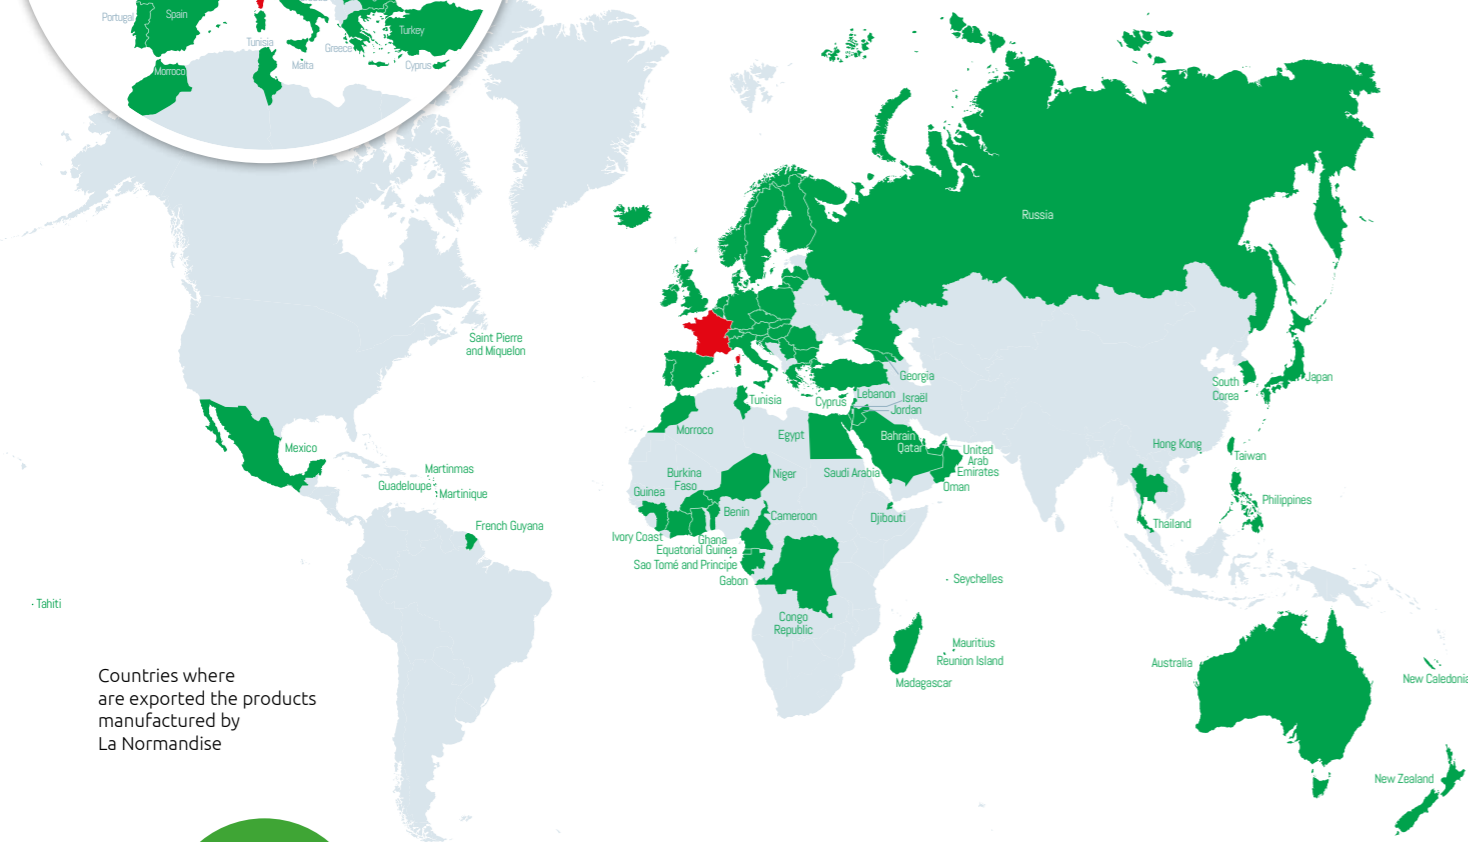 Portugal
Spain
Turkey
Tunisia
Greece
Malta
Cyprus
Morroco
Russia
Saint Pierre
and Miquelon
Georgia
Japan
South
Corea
Tunisia
Cyprus
Lebanon
Israël
Jordan
Morroco
Egypt
Bahrain
Qatar
Mexico
Hong Kong
Taiwan
United
Arab
Emirates
Martinmas
Guadeloupe
Martinique
Burkina
Faso
Niger
Saudi Arabia
Oman
Guinea
Philippines
Benin
Cameroon
Djibouti
Thailand
French Guyana
Ivory Coast
Ghana
Equatorial Guinea
Sao Tomé and Principe
Gabon
Seychelles
Tahiti
Congo
Republic
Mauritius
Reunion Island
Madagascar
Australia
New Caledonia
Countries where
are exported the products
manufactured by
La Normandise
New Zealand